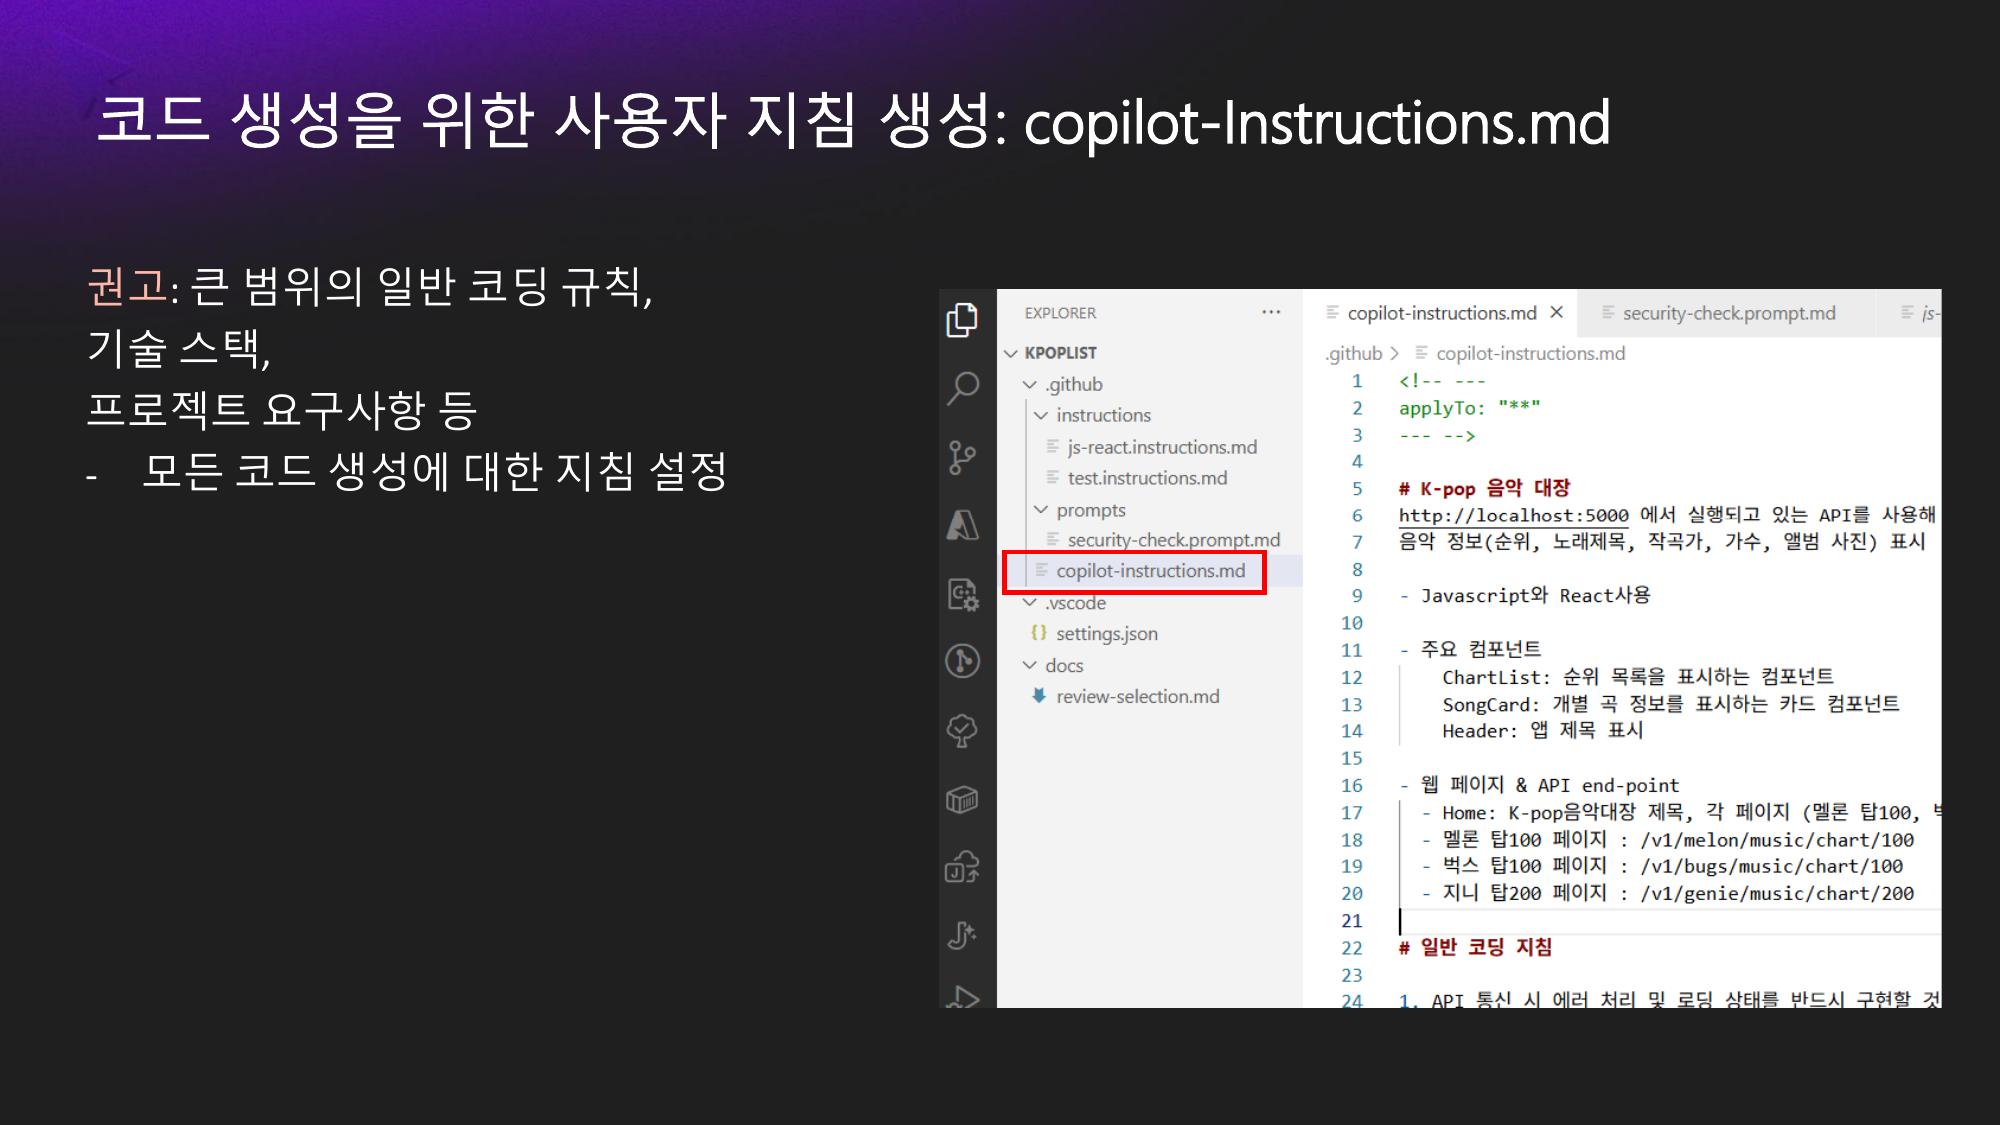 코드 생성을 위한 사용자 지침 생성: copilot-Instructions.md
권고: 큰 범위의 일반 코딩 규칙,
기술 스택,
프로젝트 요구사항 등
- 모든 코드 생성에 대한 지침 설정
EXPLORER ...
KPOPLIST
.github
instructions
js-react.instructions.md
test.instructions.md
prompts
security-check.prompt.md
copilot-instructions.md
.vscode
{} settings.json
docs
review-selection.md
copilot-instructions.md × security-check.prompt.md js-
.github > copilot-instructions.md
1 <!-- ---
2 applyTo: "**"
3 --- -->
4
5 # K-pop 음악 대장
6 http://localhost:5000 에서 실행되고 있는 API를 사용해
7 음악 정보(순위, 노래제목, 작곡가, 가수, 앨범 사진) 표시
8
9 - Javascript와 React사용
10
11 - 주요 컴포넌트
12 ChartList: 순위 목록을 표시하는 컴포넌트
13 SongCard: 개별 곡 정보를 표시하는 카드 컴포넌트
14 Header: 앱 제목 표시
15
16 - 웹 페이지 & API end-point
17 - Home: K-pop음악대장 제목, 각 페이지 (멜론 탑100,
18 - 멜론 탑100 페이지 : /v1/melon/music/chart/100
19 - 벅스 탑100 페이지 : /v1/bugs/music/chart/100
20 - 지니 탑200 페이지 : /v1/genie/music/chart/200
21
22 # 일반 코딩 지침
23
24 1. API 통신 시 에러 처리 및 로딩 상태를 반드시 구현할 것